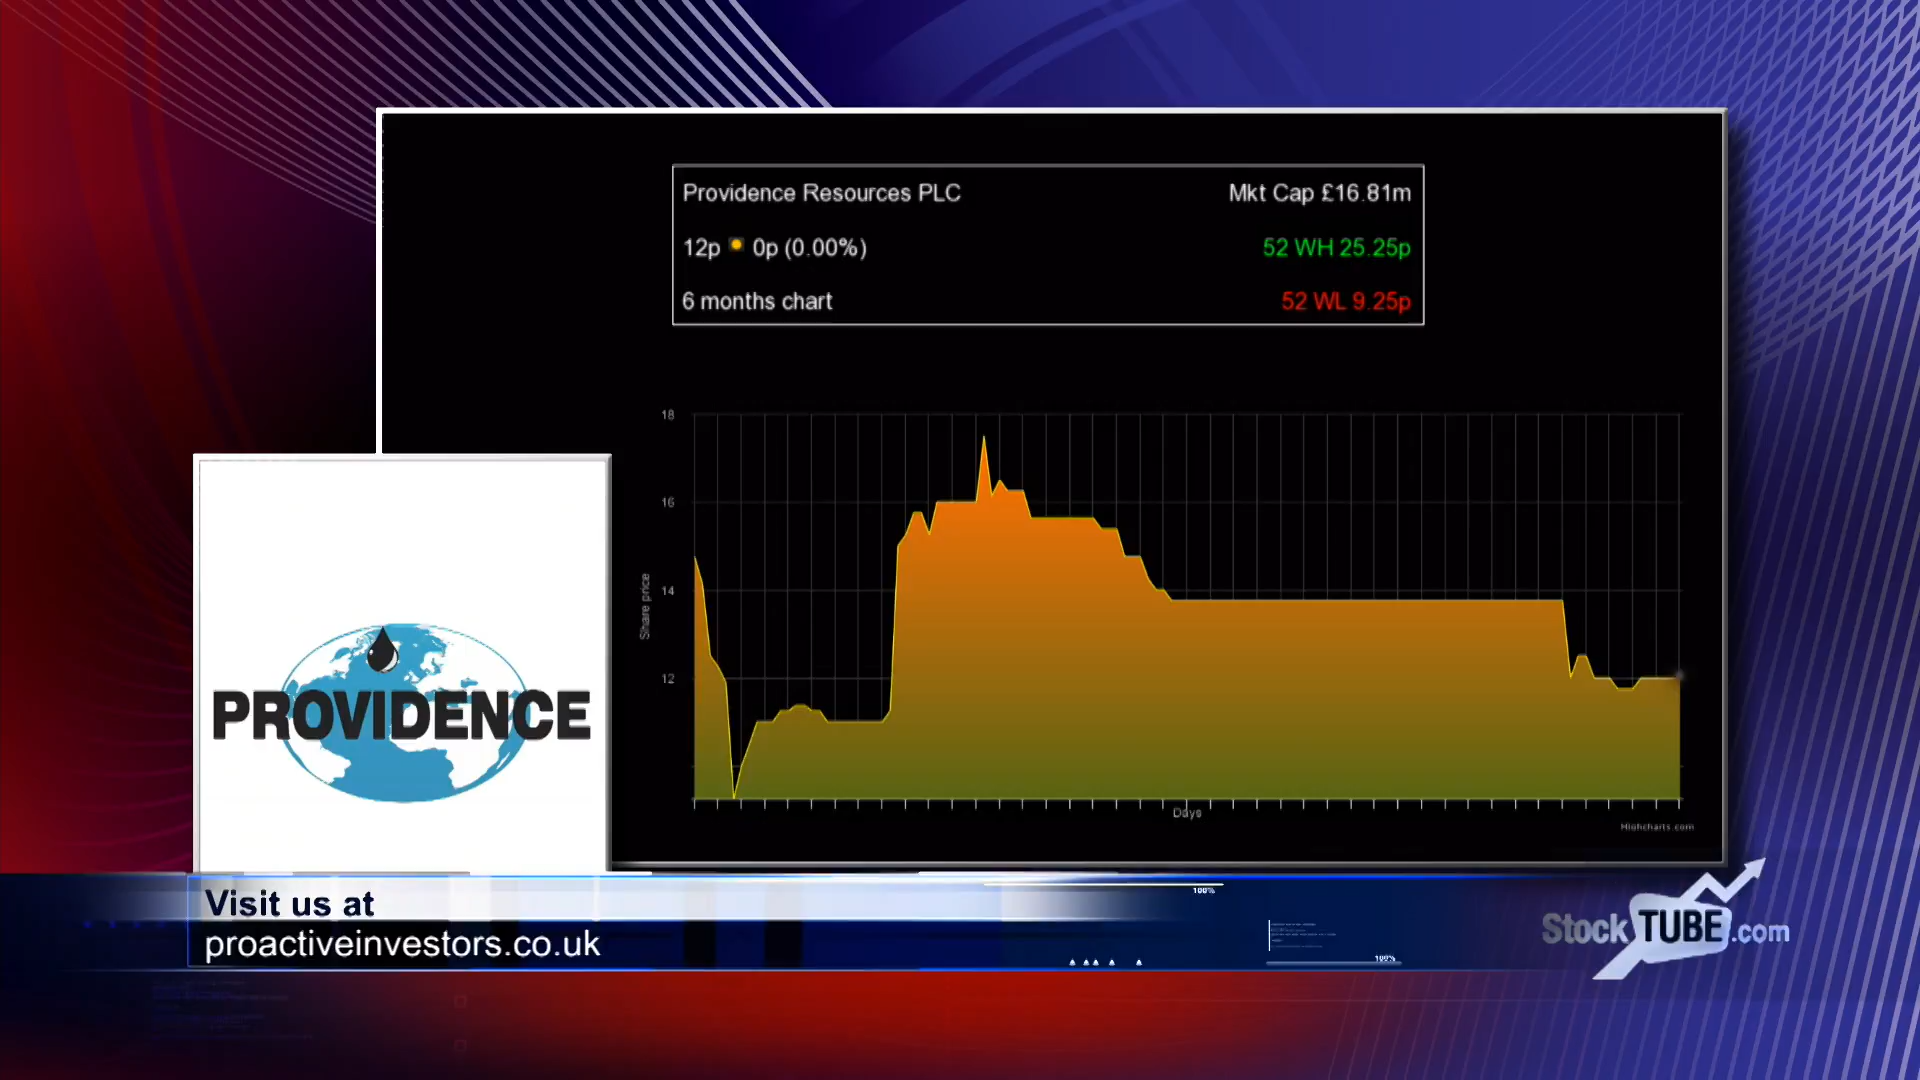 Providence Resources PLC
Mkt Cap £16.81m
12p 0p (0.00%)
52 WH 25.25p
6 months chart
52 WL 9.25p
18
16
14
12
Share price
Days
Highcharts.com
PROVIDENCE
Visit us at
proactiveinvestors.co.uk
100%
100%
StockTUBE.com